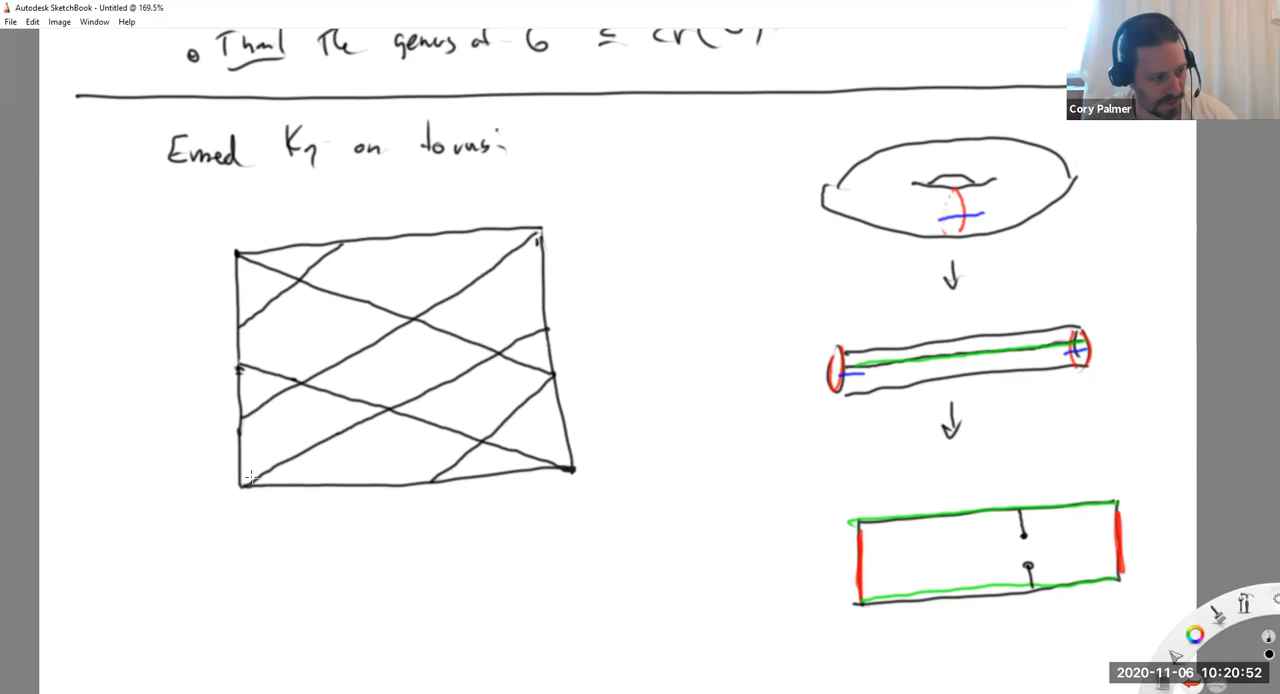 Autodesk SketchBook - Untitled @ 169.5%
File Edit Image Window Help
Thm1 The genus of G ≤ cr(G)
Cory Palmer
Emed K7 on torus:
2020-11-06 10:20:52